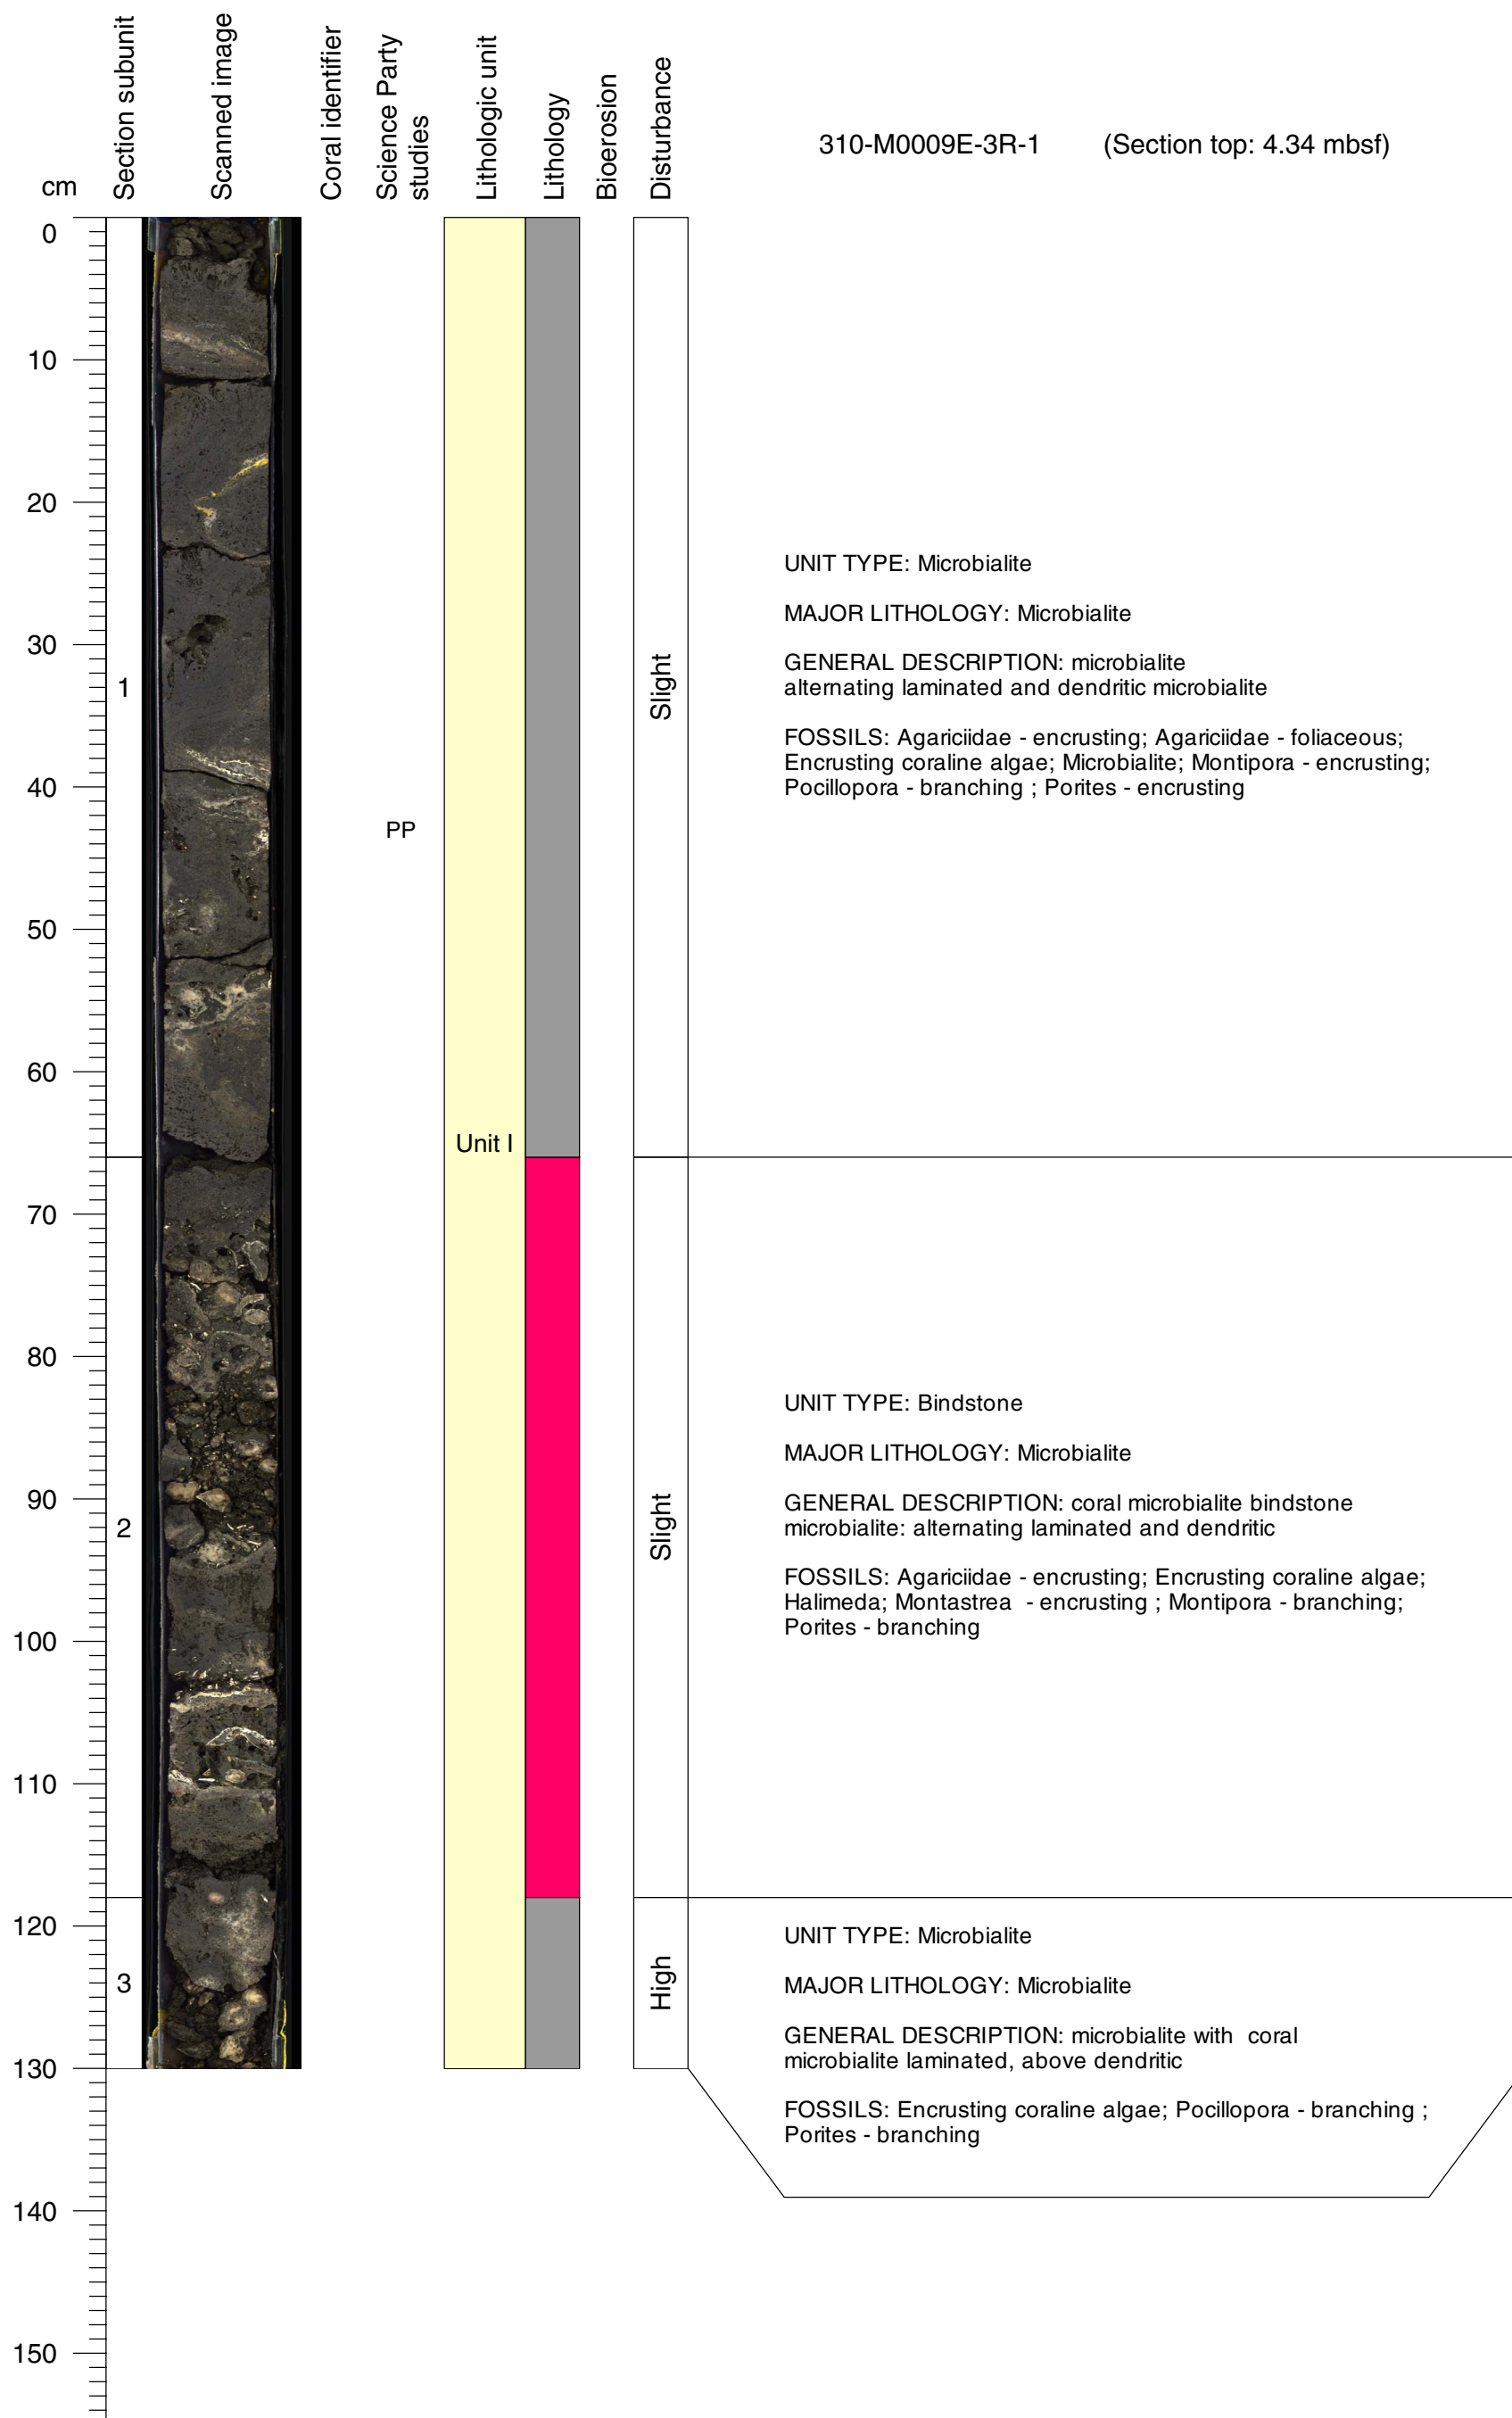 cm
Section subunit
Scanned image
Coral identifier
Science Party
studies
Lithologic unit
Lithology
Bioerosion
Disturbance
310-M0009E-3R-1 (Section top: 4.34 mbsf)
0
10
20
30
40
50
60
70
80
90
100
110
120
130
140
150
1
2
3
PP
Unit I
Slight
Slight
High
UNIT TYPE: Microbialite
MAJOR LITHOLOGY: Microbialite
GENERAL DESCRIPTION: microbialite
alternating laminated and dendritic microbialite
FOSSILS: Agariciidae - encrusting; Agariciidae - foliaceous;
Encrusting coraline algae; Microbialite; Montipora - encrusting;
Pocillopora - branching ; Porites - encrusting
UNIT TYPE: Bindstone
MAJOR LITHOLOGY: Microbialite
GENERAL DESCRIPTION: coral microbialite bindstone
microbialite: alternating laminated and dendritic
FOSSILS: Agariciidae - encrusting; Encrusting coraline algae;
Halimeda; Montastrea  - encrusting ; Montipora - branching;
Porites - branching
UNIT TYPE: Microbialite
MAJOR LITHOLOGY: Microbialite
GENERAL DESCRIPTION: microbialite with  coral
microbialite laminated, above dendritic
FOSSILS: Encrusting coraline algae; Pocillopora - branching ;
Porites - branching